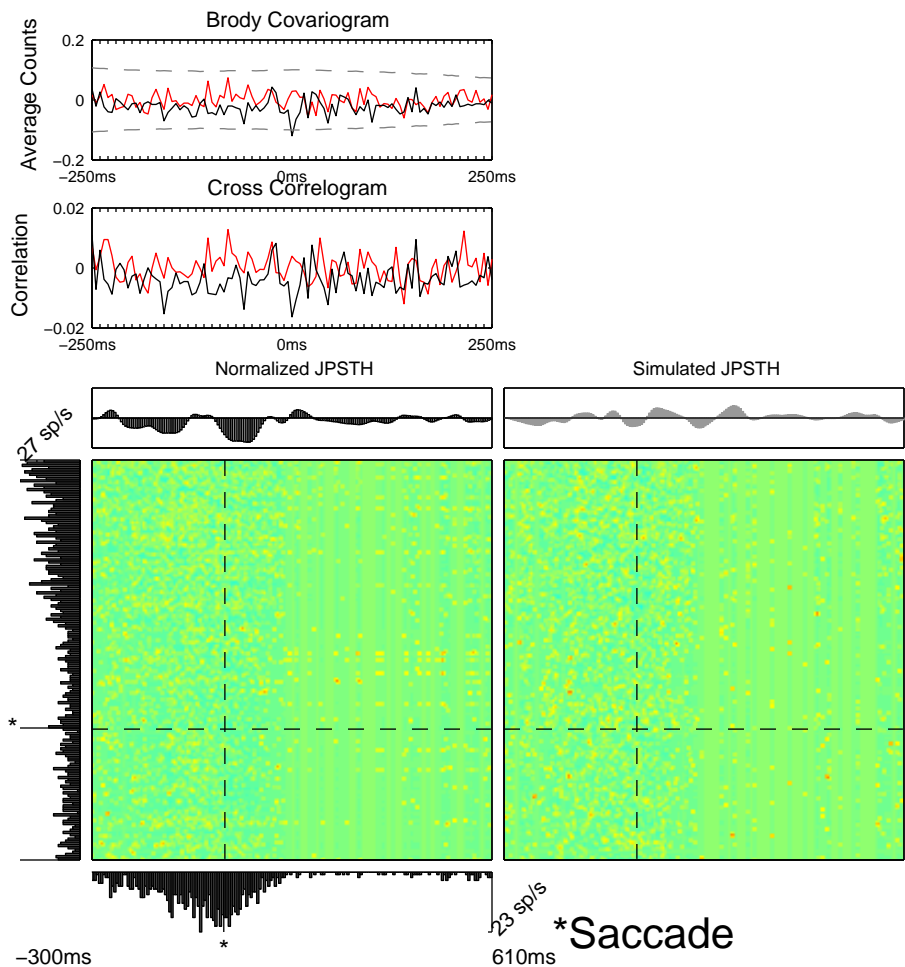 Brody Covariogram
Average Counts
0.2
0
−0.2
−250ms
0ms
250ms
Cross Correlogram
Correlation
0.02
0
−0.02
−250ms
0ms
250ms
Normalized JPSTH
Simulated JPSTH
27 sp/s
*
*
23 sp/s
*Saccade
−300ms
610ms